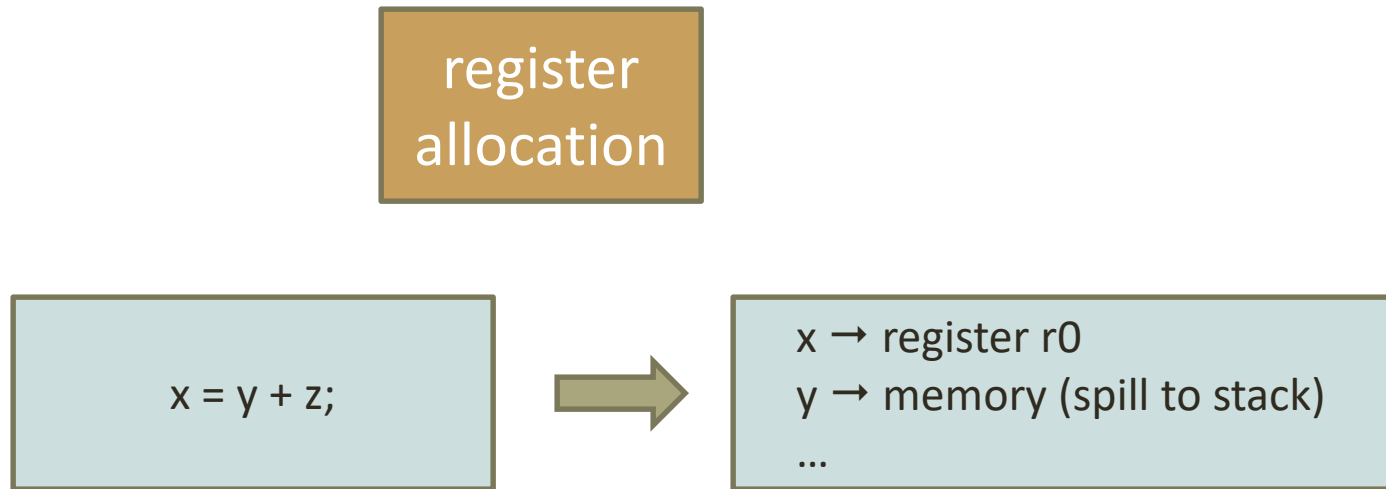 register
allocation
x = y + z;
x → register r0
y → memory (spill to stack)
...